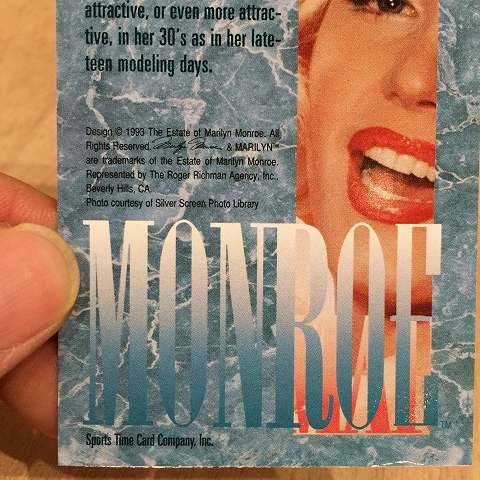 attractive, or even more attrac-
tive, in her 30's as in her late-
teen modeling days.
Design © 1993 The Estate of Marilyn Monroe. All
Rights Reserved. Marilyn Monroe & MARILYN™
are trademarks of the Estate of Marilyn Monroe.
Represented by The Roger Richman Agency, Inc.,
Beverly Hills, CA.
Photo courtesy of Silver Screen Photo Library
MONROE™
Sports Time Card Company, Inc.